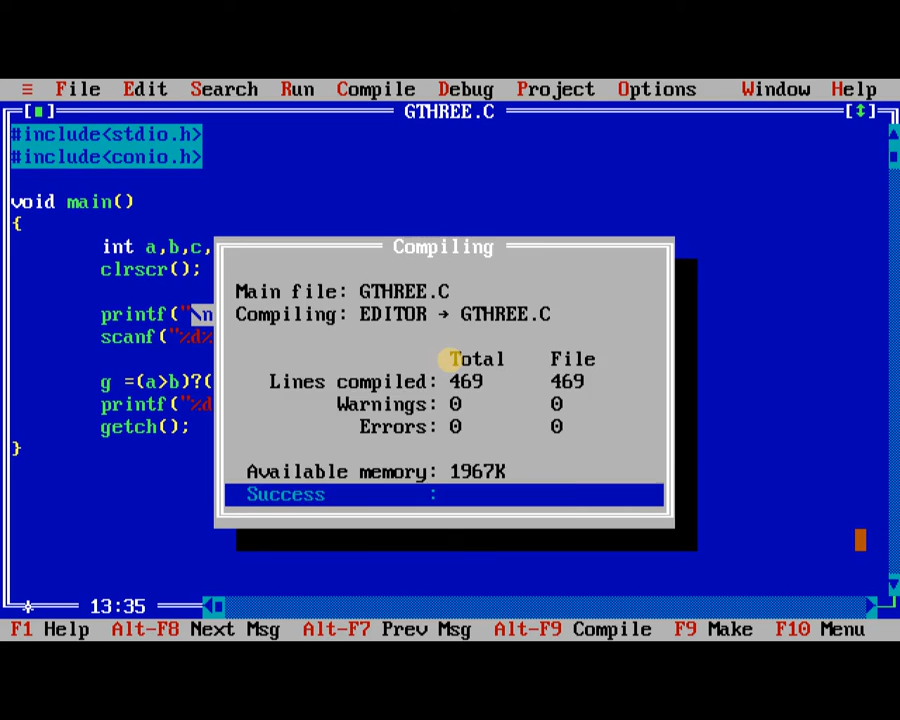 ≡ File Edit Search Run Compile Debug Project Options Window Help
[■] GTHREE.C [↕]
#include<stdio.h>
#include<conio.h>
void main()
{
int a,b,c,
clrscr();
printf("\n
scanf("%d%
g =(a>b)?(
printf("%d
getch();
}
Compiling
Main file: GTHREE.C
Compiling: EDITOR → GTHREE.C
Total File
Lines compiled: 469 469
Warnings: 0 0
Errors: 0 0
Available memory: 1967K
Success :
13:35
F1 Help Alt-F8 Next Msg Alt-F7 Prev Msg Alt-F9 Compile F9 Make F10 Menu